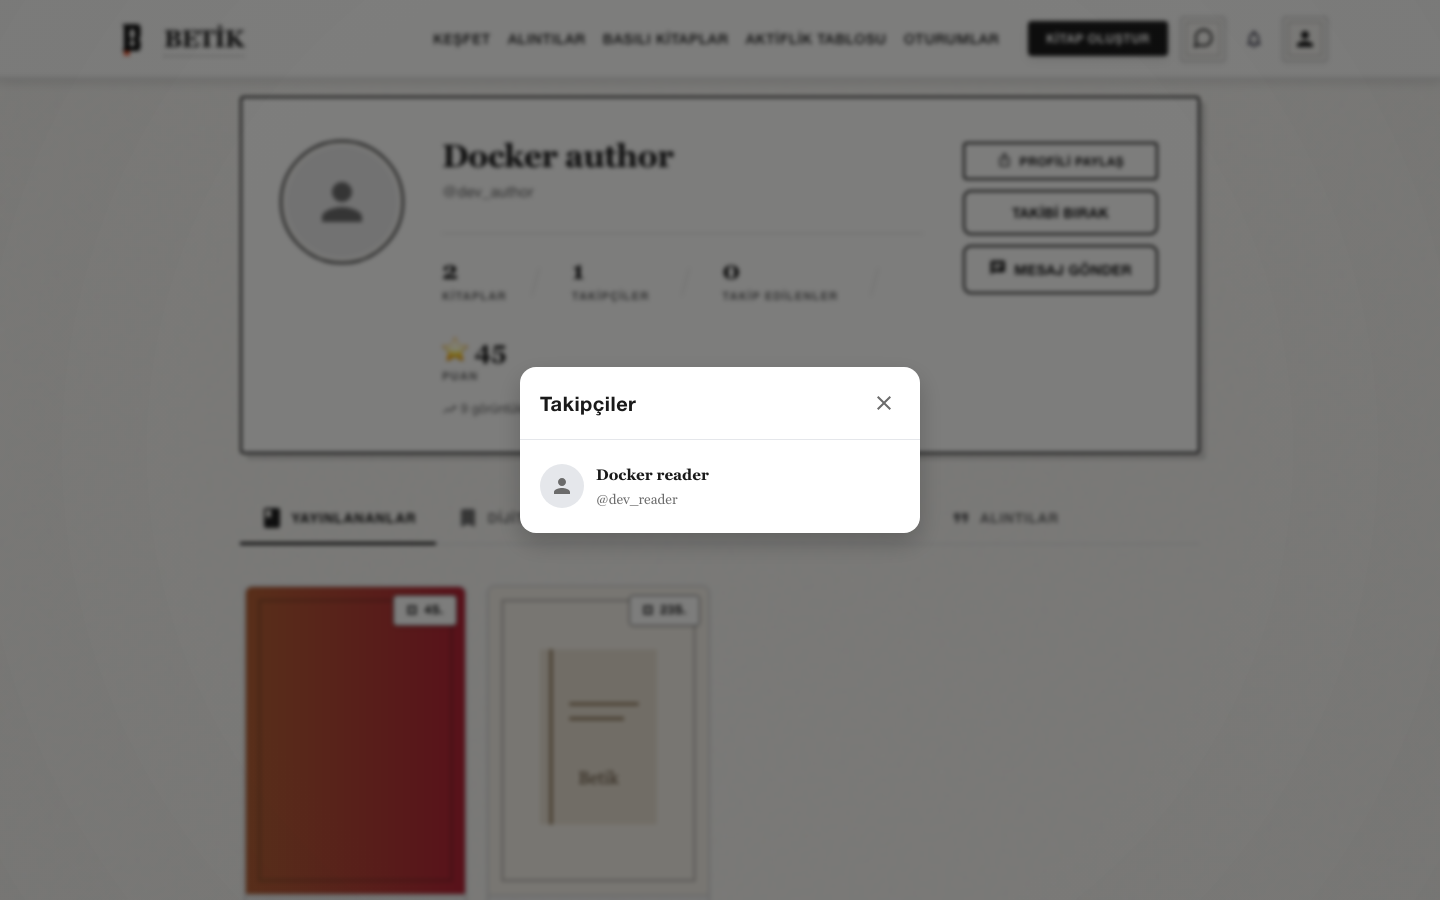 BETİK
KEŞFET
ALINTILAR
BASILI KİTAPLAR
AKTİFLİK TABLOSU
OTURUMLAR
KİTAP OLUŞTUR
Docker author
@dev_author
PROFİLİ PAYLAŞ
TAKİBİ BIRAK
MESAJ GÖNDER
2
KİTAPLAR
1
TAKİPÇİLER
0
TAKİP EDİLENLER
45
PUAN
Takipçiler
Docker reader
@dev_reader
YAYINLANANLAR
ALINTILAR
45.
235.
Betik